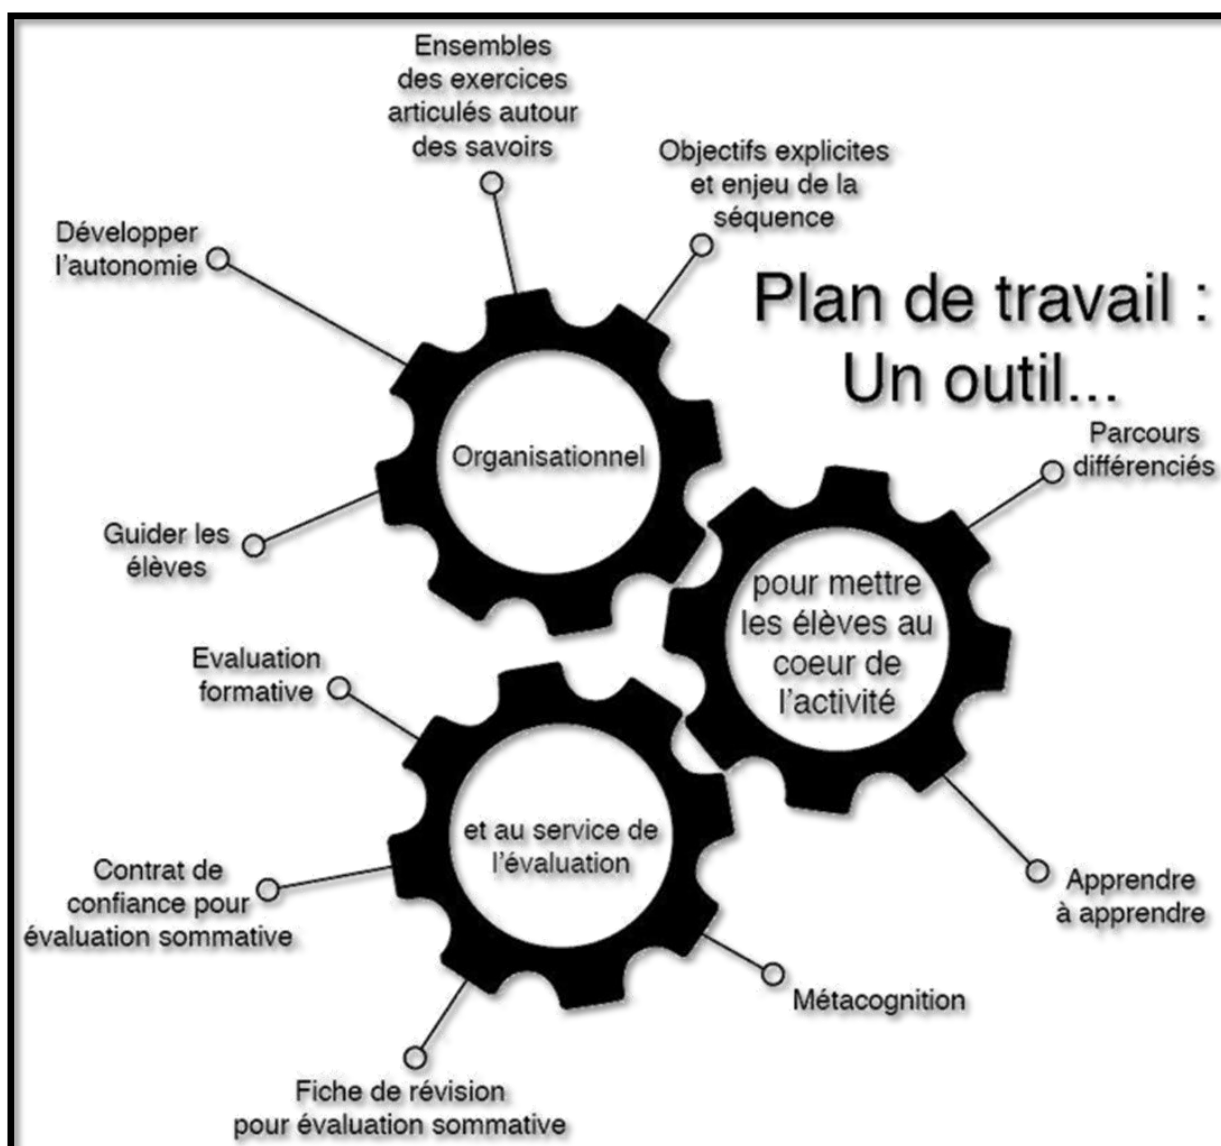 Plan de travail :
Un outil...
Ensembles
des exercices
articulés autour
des savoirs
Objectifs explicites
et enjeu de la
séquence
Développer
l'autonomie
Organisationnel
Guider les
élèves
Parcours
différenciés
pour mettre
les élèves au
coeur de
l'activité
Apprendre
à apprendre
Evaluation
formative
et au service de
l'évaluation
Contrat de
confiance pour
évaluation sommative
Métacognition
Fiche de révision
pour évaluation sommative